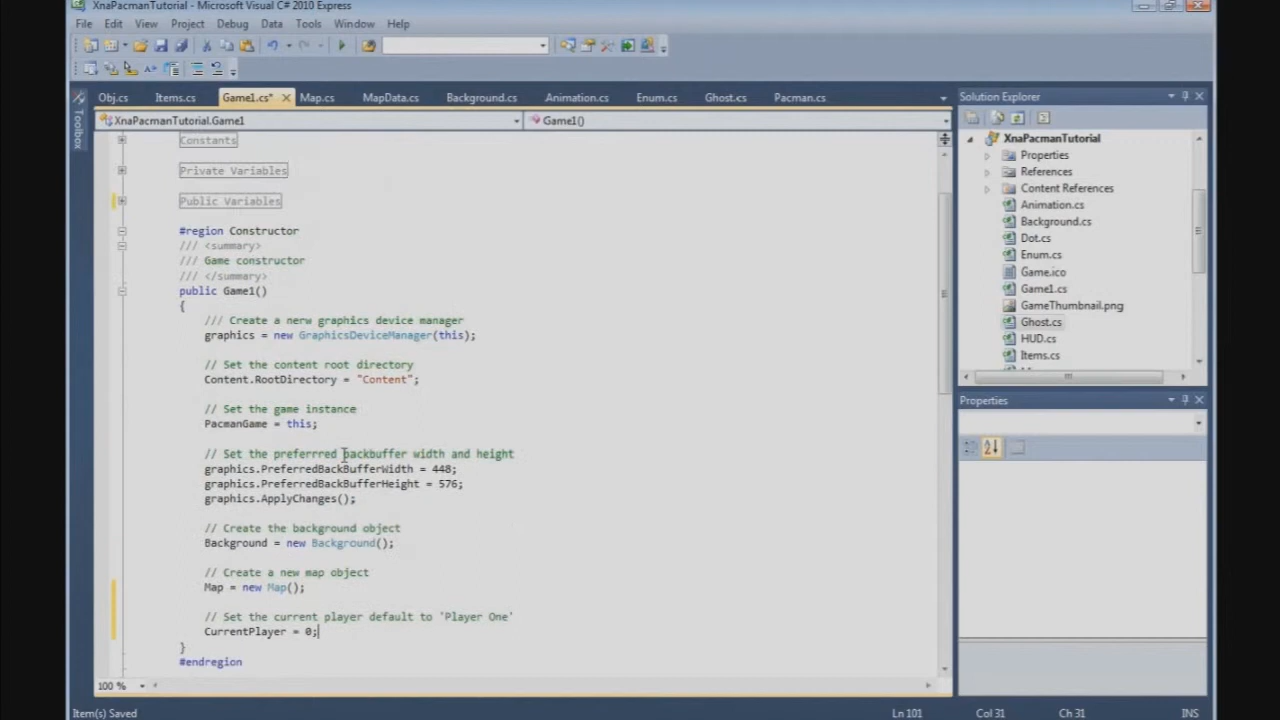 XnaPacmanTutorial - Microsoft Visual C# 2010 Express
File Edit View Project Debug Data Tools Window Help
Toolbox
Obj.cs Items.cs Game1.cs* Map.cs MapData.cs Background.cs Animation.cs Enum.cs Ghost.cs Pacman.cs
XnaPacmanTutorial.Game1 Game1()
Constants
Private Variables
Public Variables
#region Constructor
/// <summary>
/// Game constructor
/// </summary>
public Game1()
{
/// Create a nerw graphics device manager
graphics = new GraphicsDeviceManager(this);
// Set the content root directory
Content.RootDirectory = "Content";
// Set the game instance
PacmanGame = this;
// Set the preferrred backbuffer width and height
graphics.PreferredBackBufferWidth = 448;
graphics.PreferredBackBufferHeight = 576;
graphics.ApplyChanges();
// Create the background object
Background = new Background();
// Create a new map object
Map = new Map();
// Set the current player default to 'Player One'
CurrentPlayer = 0;
}
#endregion
100 %
Solution Explorer
XnaPacmanTutorial
Properties
References
Content References
Animation.cs
Background.cs
Dot.cs
Enum.cs
Game.ico
Game1.cs
GameThumbnail.png
Ghost.cs
HUD.cs
Items.cs
Properties
Item(s) Saved Ln 101 Col 31 Ch 31 INS